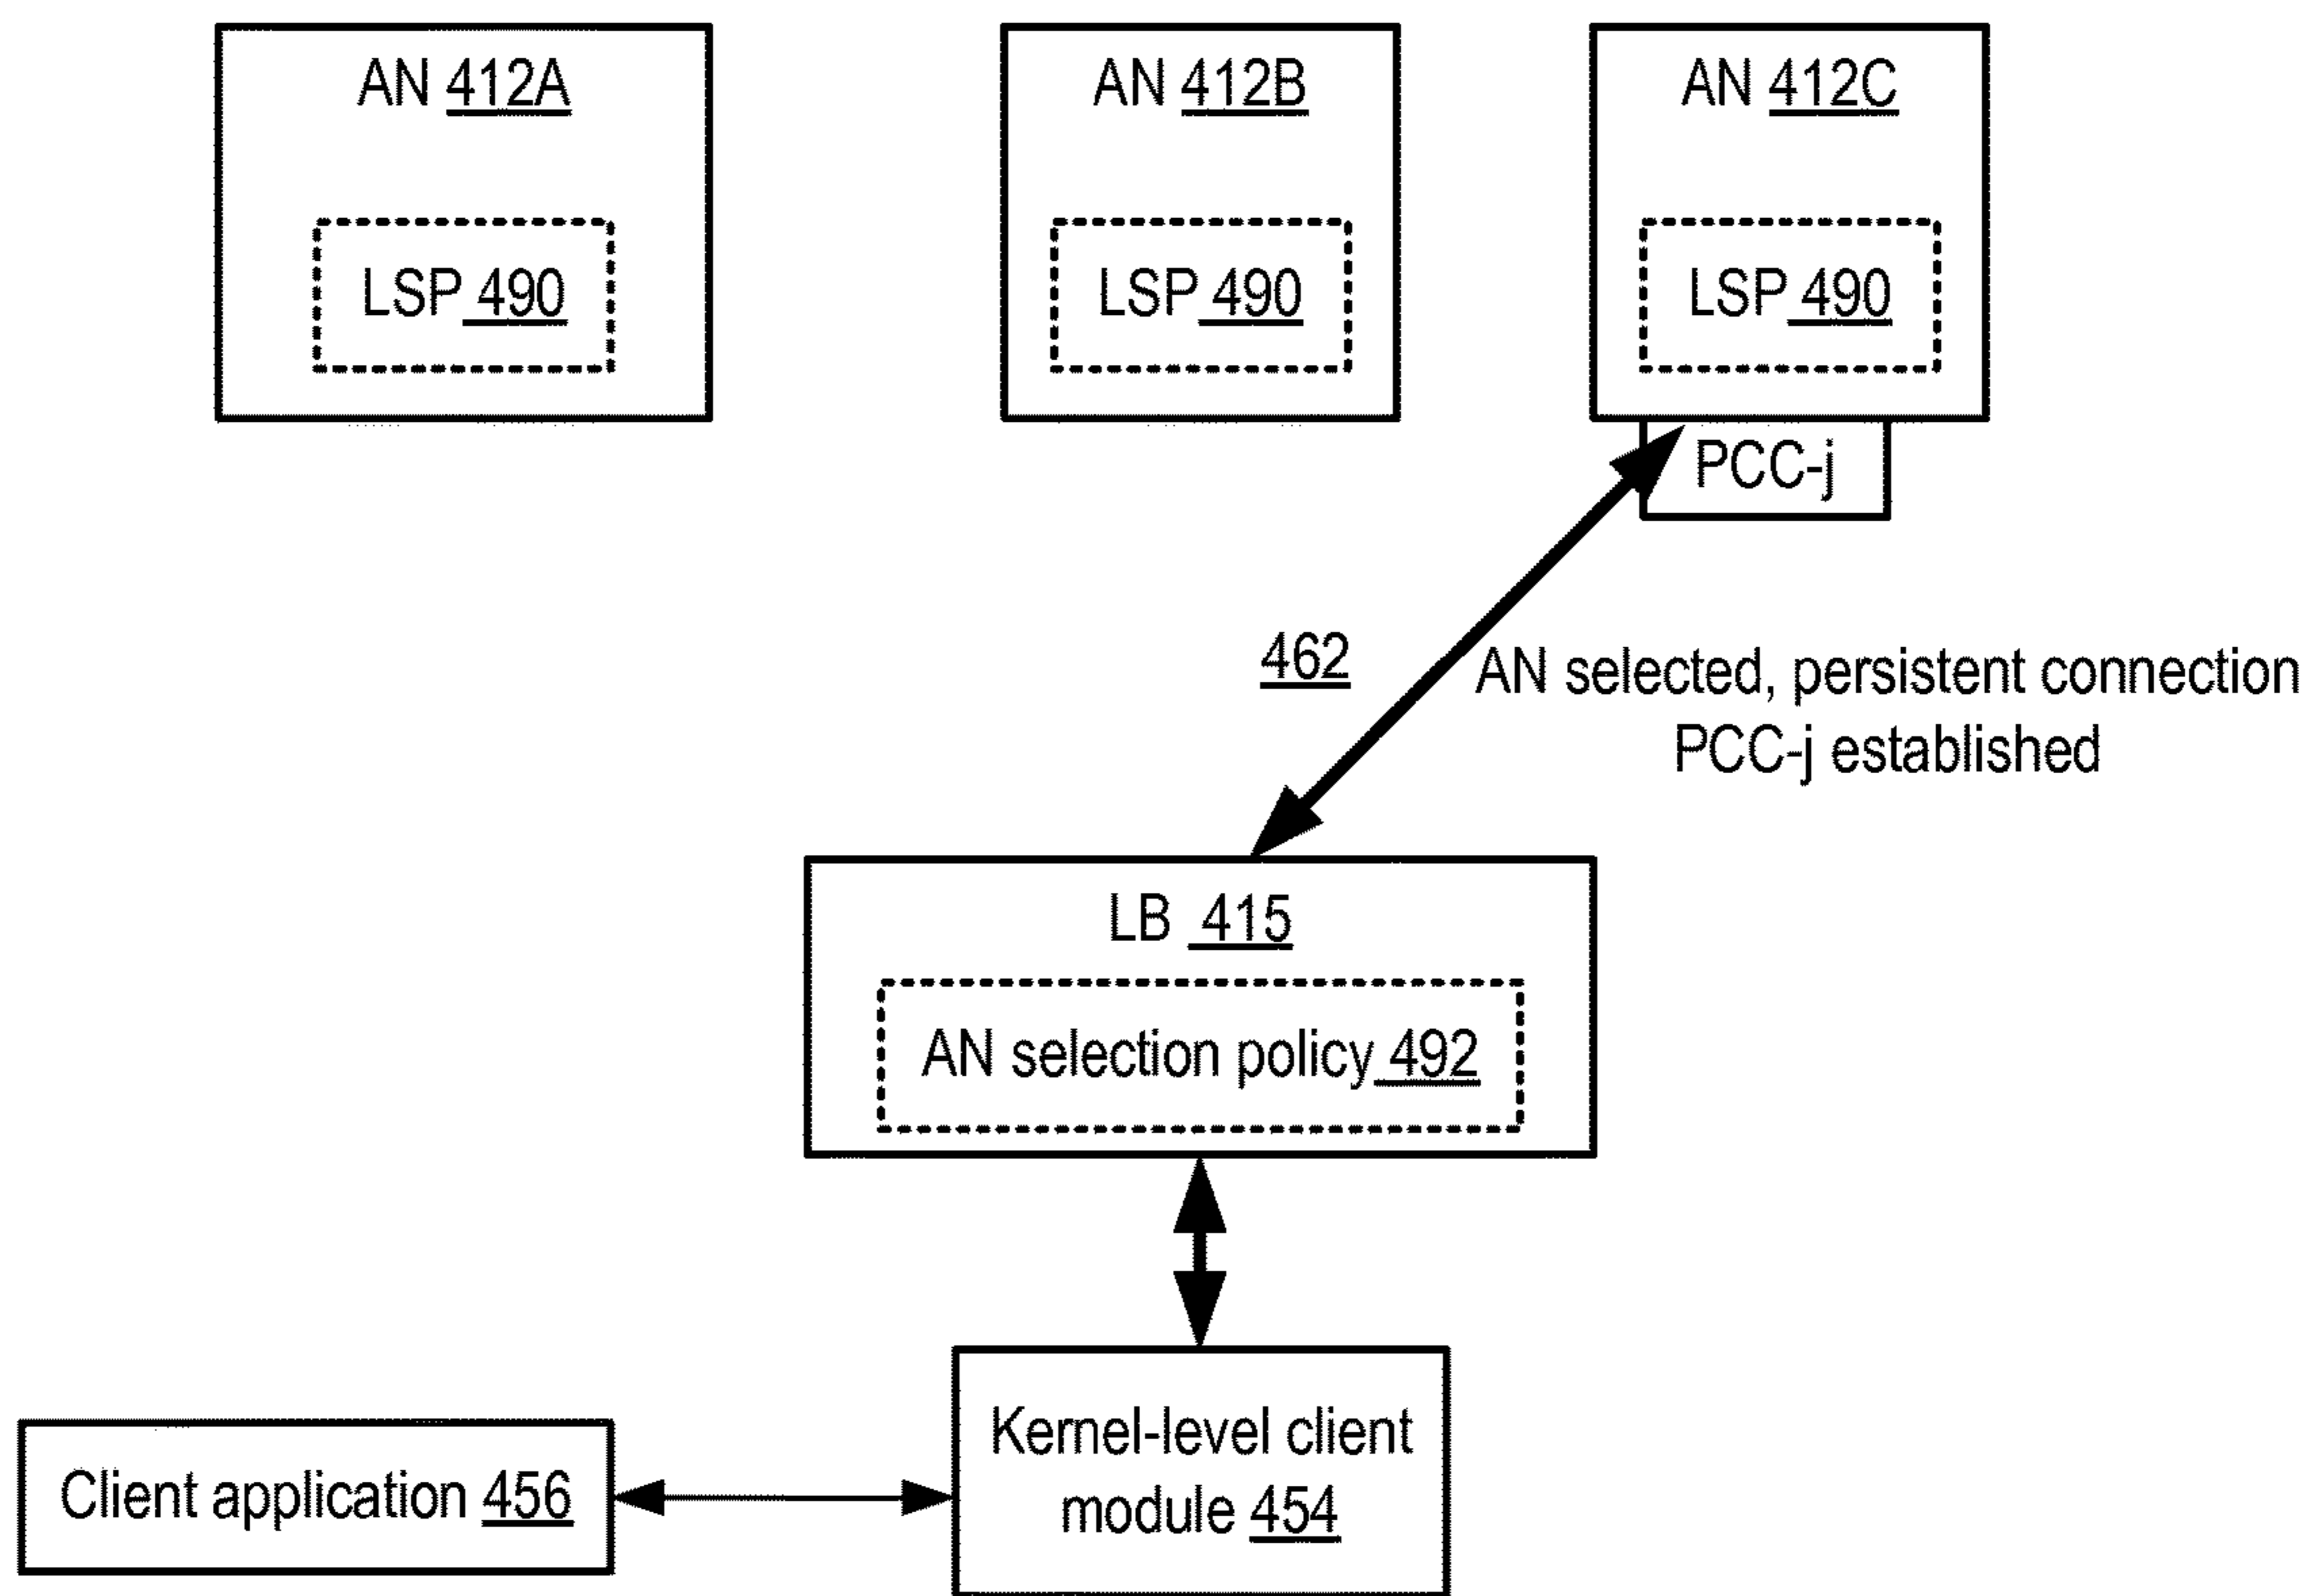 AN 412A
AN 412B
AN 412C
LSP 490
LSP 490
LSP 490
PCC-j
462
AN selected, persistent connection
PCC-j established
LB 415
AN selection policy 492
Kernel-level client
module 454
Client application 456